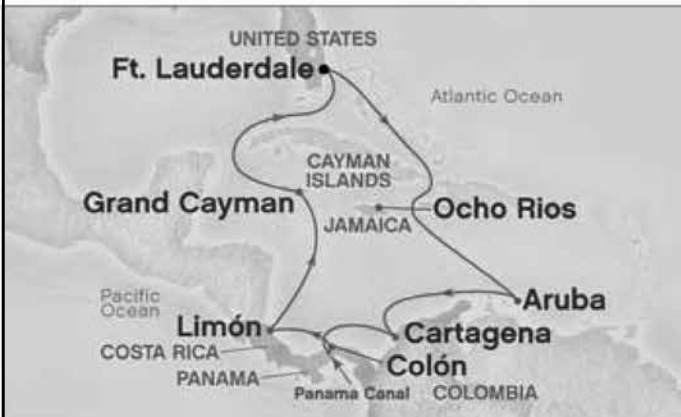 UNITED STATES
Ft. Lauderdale
Atlantic Ocean
CAYMAN
ISLANDS
Grand Cayman
Ocho Rios
JAMAICA
Pacific
Ocean
Aruba
Limón
Cartagena
COSTA RICA
Colón
PANAMA
Panama Canal
COLOMBIA